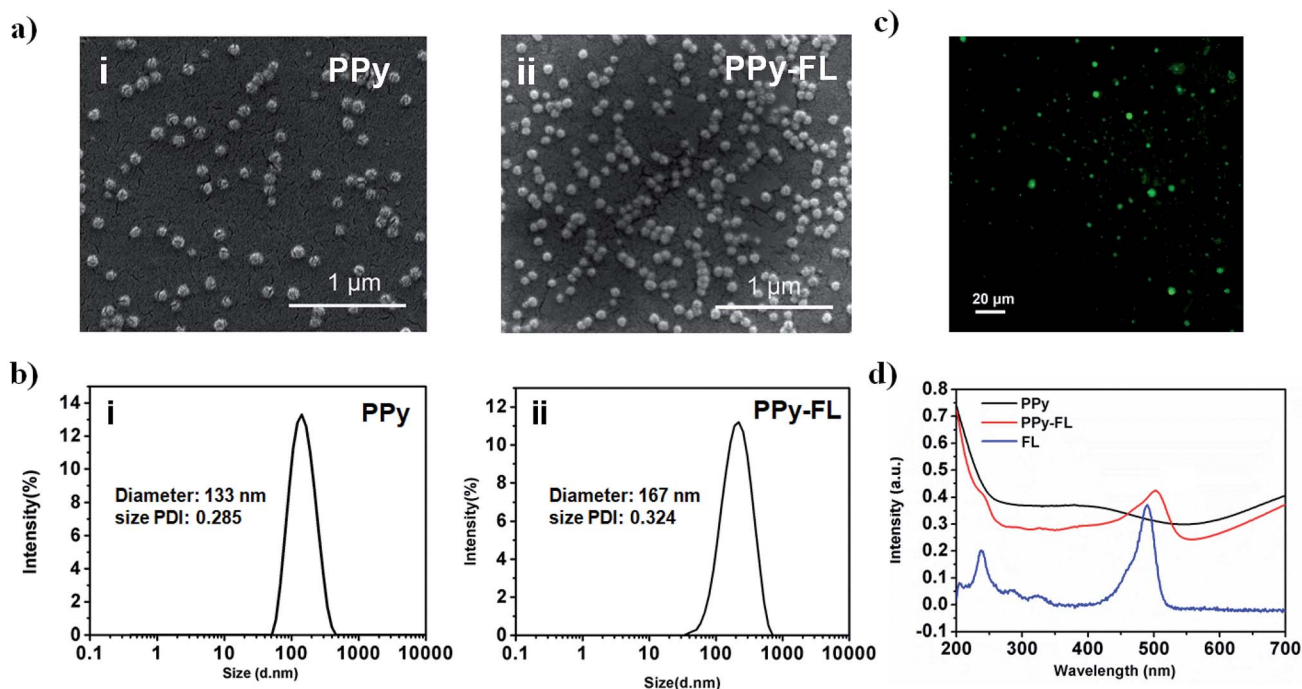 a)
i
PPy
1 µm
ii
PPy-FL
1 µm
c)
20 µm
b)
i
PPy
Diameter: 133 nm
size PDI: 0.285
Intensity(%)
14
12
10
8
6
4
2
0
0.1 1 10 100 1000 10000
Size (d.nm)
ii
PPy-FL
Diameter: 167 nm
size PDI: 0.324
Intensity(%)
12
10
8
6
4
2
0
0.1 1 10 100 1000 10000
Size(d.nm)
d)
PPy
PPy-FL
FL
Intensity (a.u.)
0.8
0.7
0.6
0.5
0.4
0.3
0.2
0.1
0.0
-0.1
200 300 400 500 600 700
Wavelength (nm)